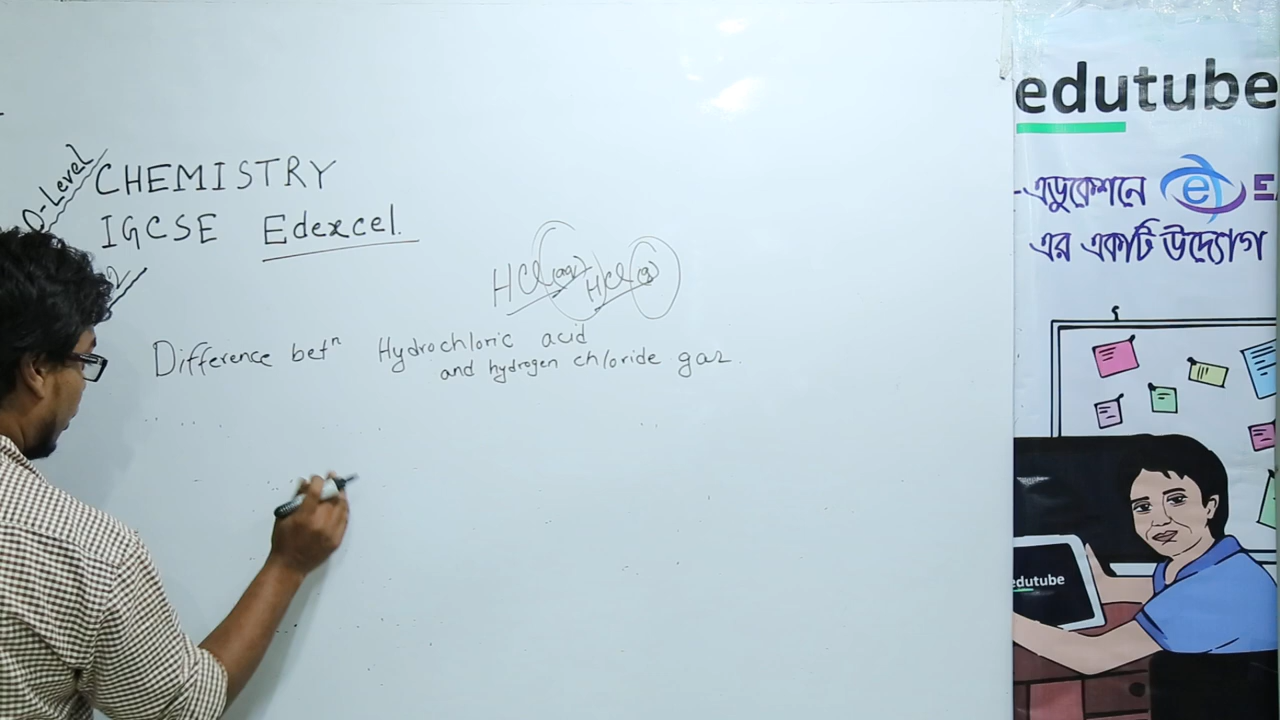 O-Level
CHEMISTRY
IGCSE Edexcel.
2
HCl(aq) HCl(g)
Difference betⁿ Hydrochloric acid
and hydrogen chloride gas.
edutube
-এডুকেশনে e
এর একটি উদ্যোগ
edutube